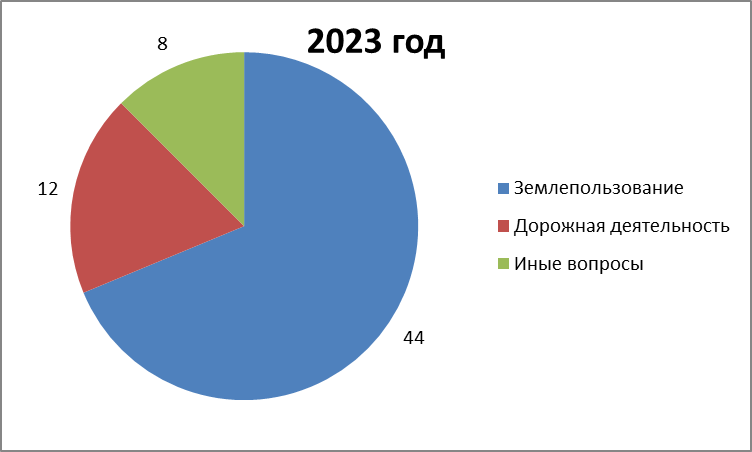 2023 год
8
12
44
Землепользование
Дорожная деятельность
Иные вопросы